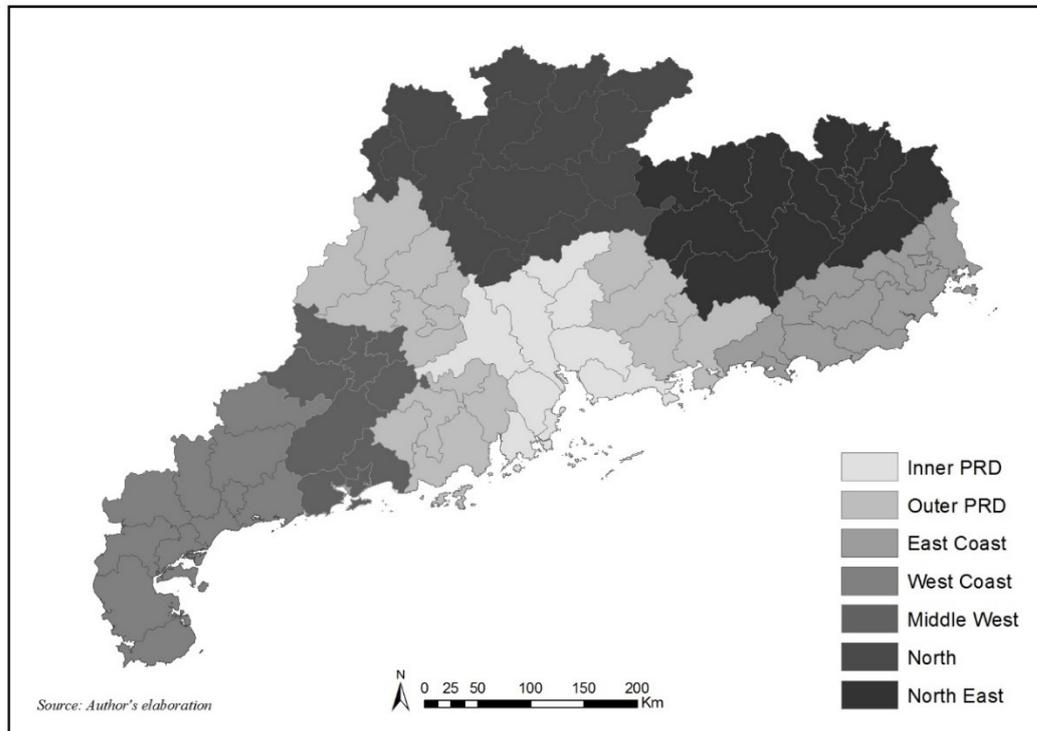 Inner PRD
Outer PRD
East Coast
West Coast
Middle West
North
North East
N
0 25 50 100 150 200
Km
Source: Author's elaboration